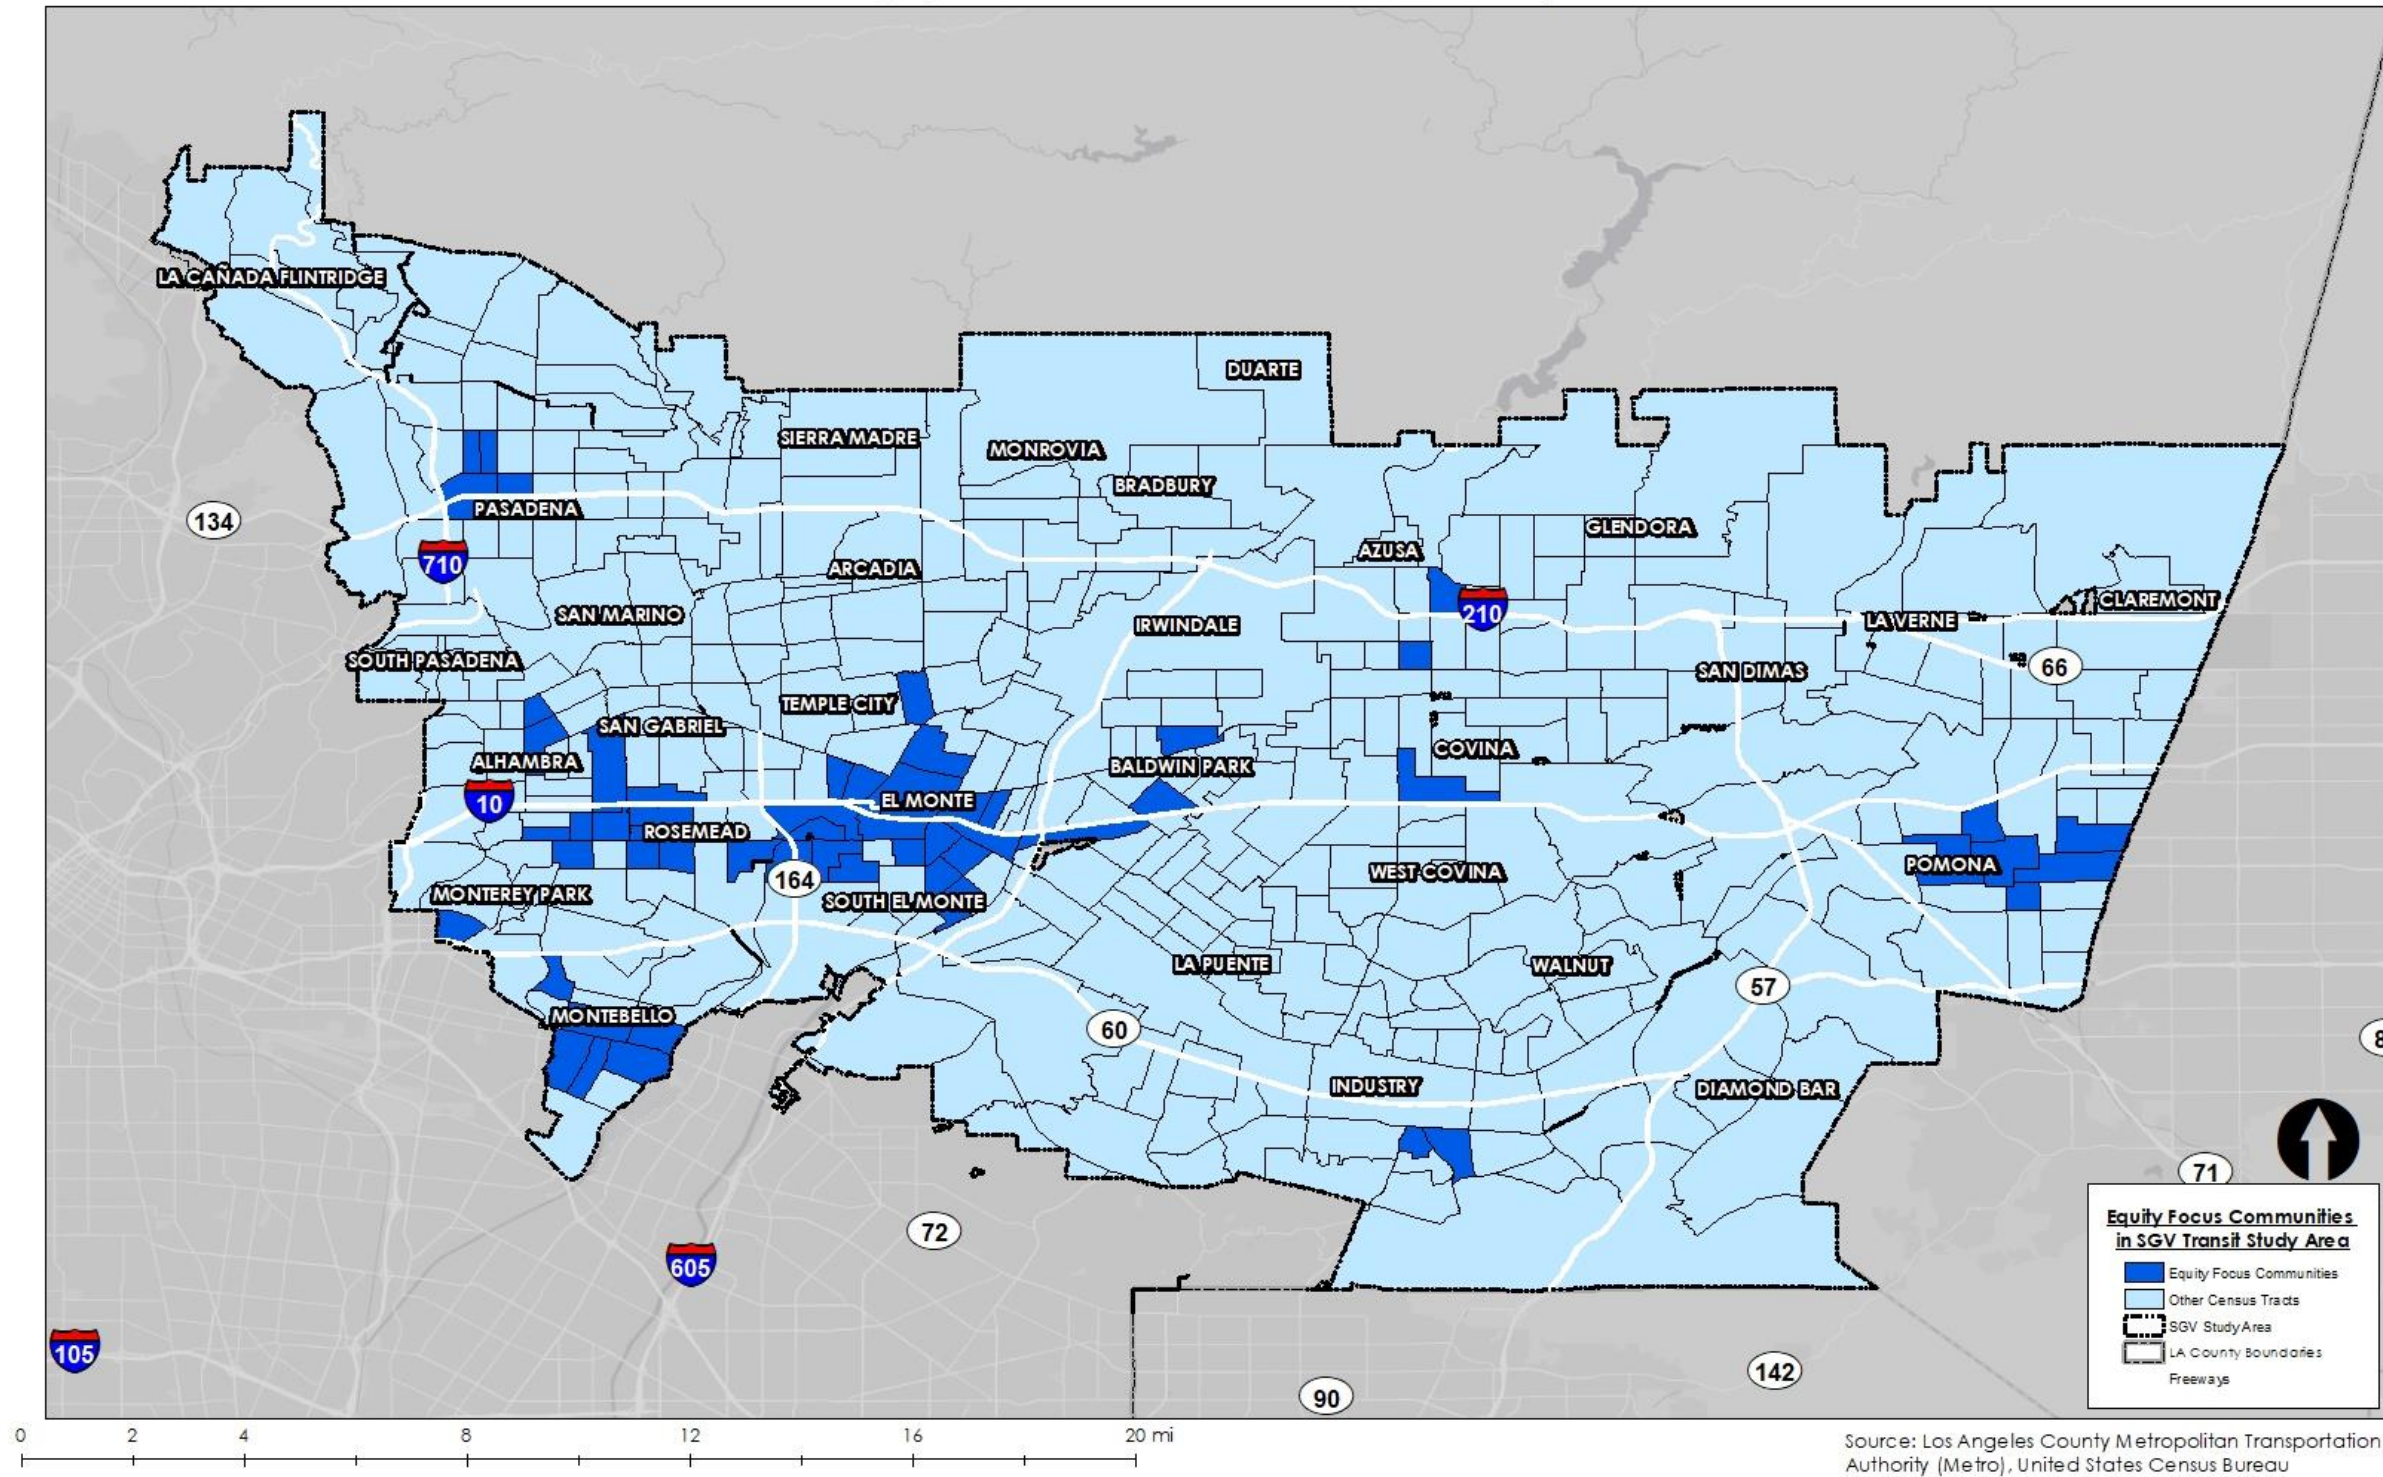 DUARTE
LA CAÑADA FLINTRIDGE
SIERRA MADRE
MONROVIA
BRADBURY
134
PASADENA
GLENDORA
AZUSA
710
ARCADIA
SAN MARINO
IRWINDALE
210
CLAREMONT
LA VERNE
SOUTH PASADENA
SAN DIMAS
66
TEMPLE CITY
SAN GABRIEL
ALHAMBRA
COVINA
BALDWIN PARK
10
EL MONTE
ROSEMEAD
POMONA
164
WEST COVINA
MONTEREY PARK
SOUTH EL MONTE
LA PUENTE
WALNUT
57
MONTEBELLO
60
8
INDUSTRY
DIAMOND BAR
71
72
605
105
142
90
Equity Focus Communities
in SGV Transit Study Area
Equity Focus Communities
Other Census Tracts
SGV Study Area
LA County Boundaries
Freeways
0 2 4 8 12 16 20 mi
Source: Los Angeles County Metropolitan Transportation
Authority (Metro), United States Census Bureau